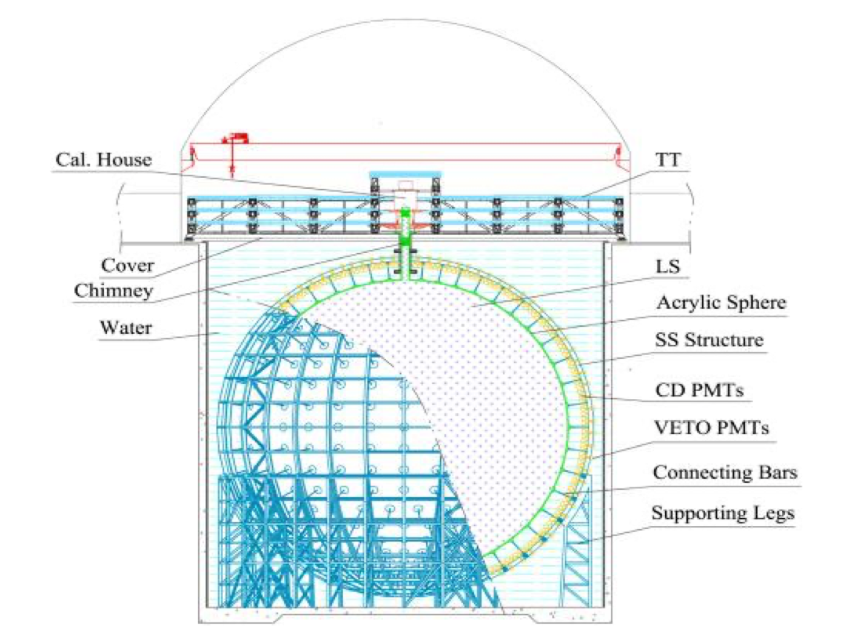 Cal. House
TT
Cover
Chimney
Water
LS
Acrylic Sphere
SS Structure
CD PMTs
VETO PMTs
Connecting Bars
Supporting Legs